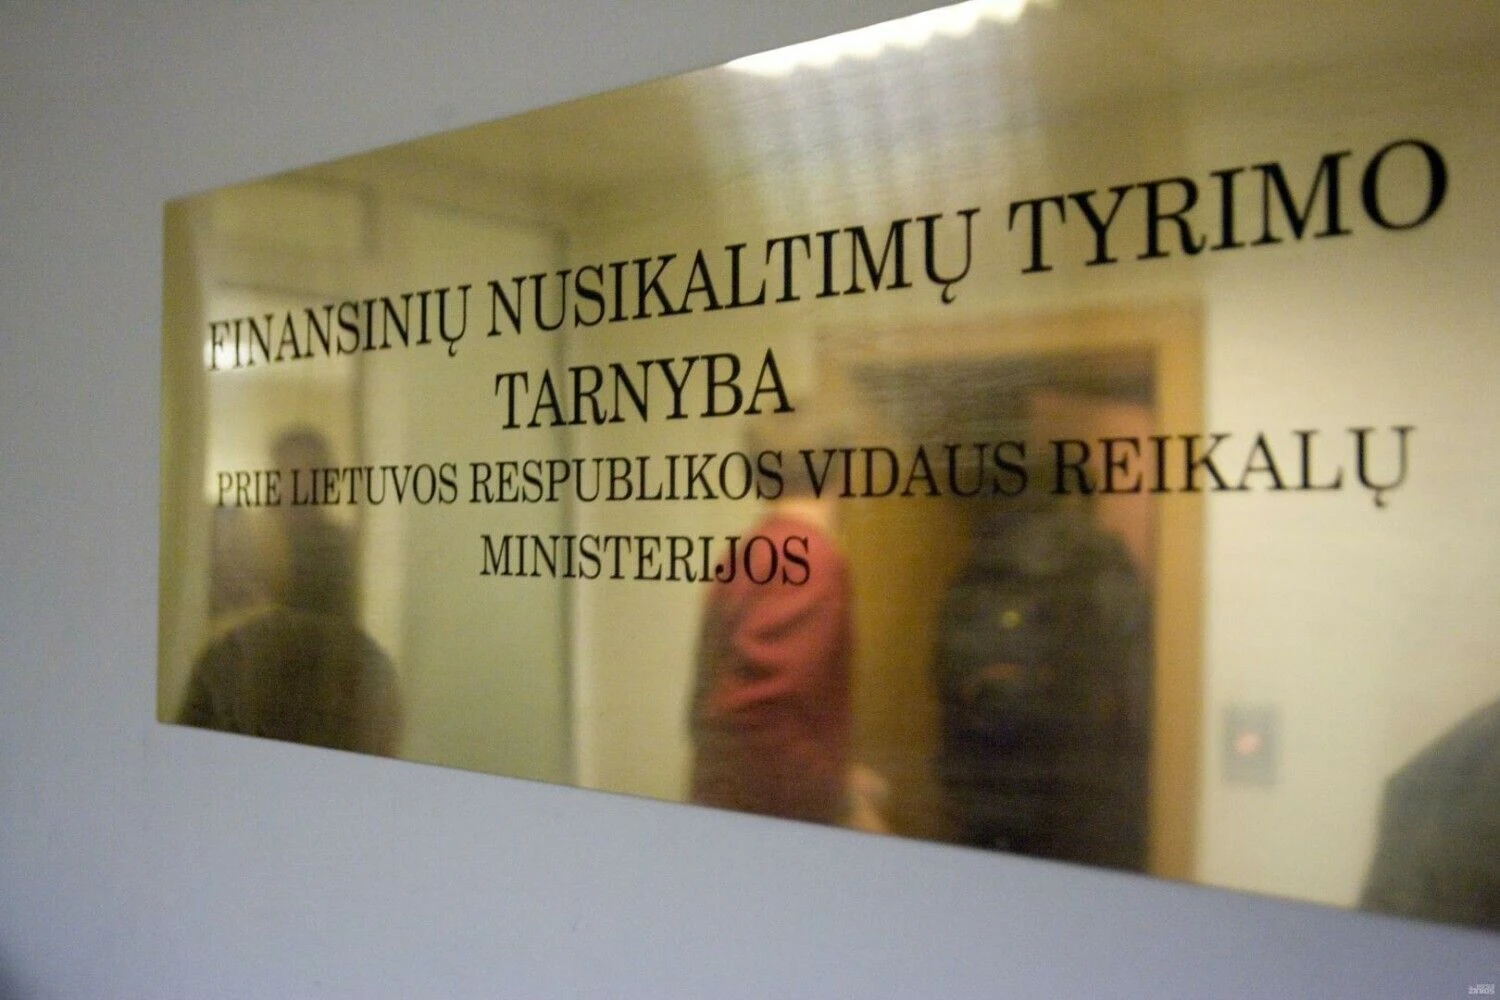 FINANSINIŲ NUSIKALTIMŲ TYRIMO
TARNYBA
PRIE LIETUVOS RESPUBLIKOS VIDAUS REIKALŲ
MINISTERIJOS